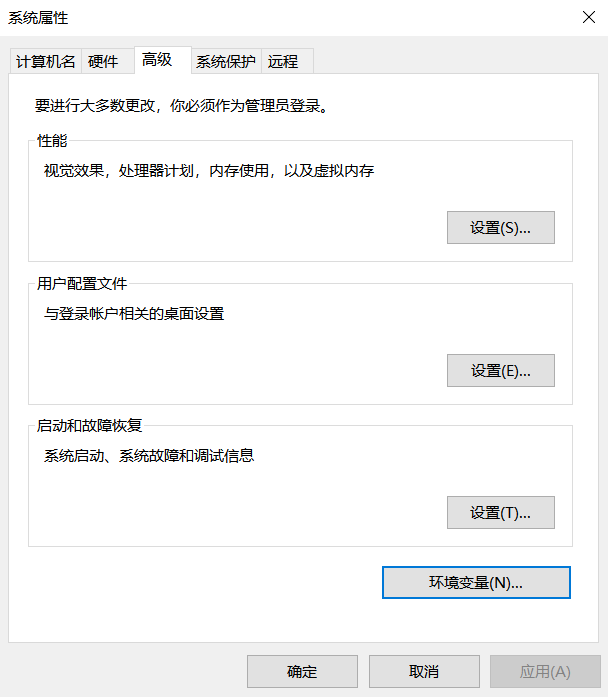 系统属性
计算机名 硬件 高级 系统保护 远程
要进行大多数更改，你必须作为管理员登录。
性能
视觉效果，处理器计划，内存使用，以及虚拟内存
设置(S)...
用户配置文件
与登录帐户相关的桌面设置
设置(E)...
启动和故障恢复
系统启动、系统故障和调试信息
设置(T)...
环境变量(N)...
确定 取消 应用(A)